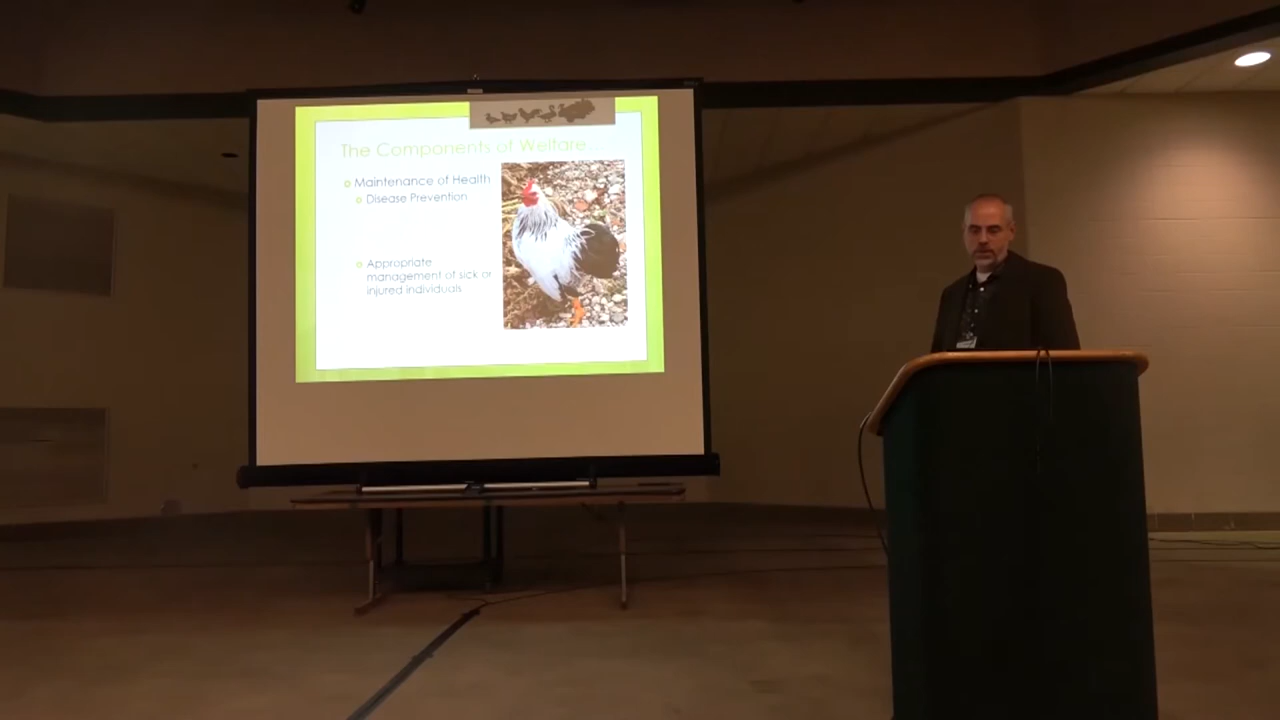 The Components of Welfare...
Maintenance of Health
Disease Prevention
Appropriate
management of sick or
injured individuals